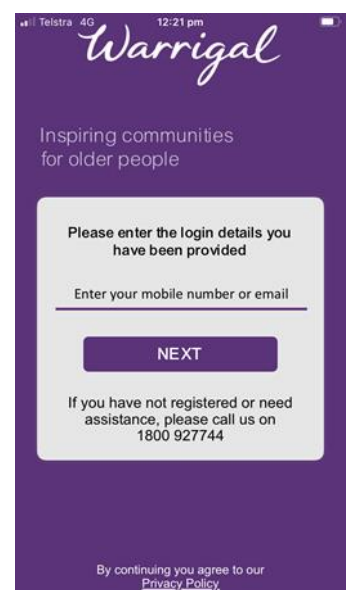 Telstra 4G 12:21 pm
Warrigal
Inspiring communities
for older people
Please enter the login details you
have been provided
Enter your mobile number or email
NEXT
If you have not registered or need
assistance, please call us on
1800 927744
By continuing you agree to our
Privacy Policy